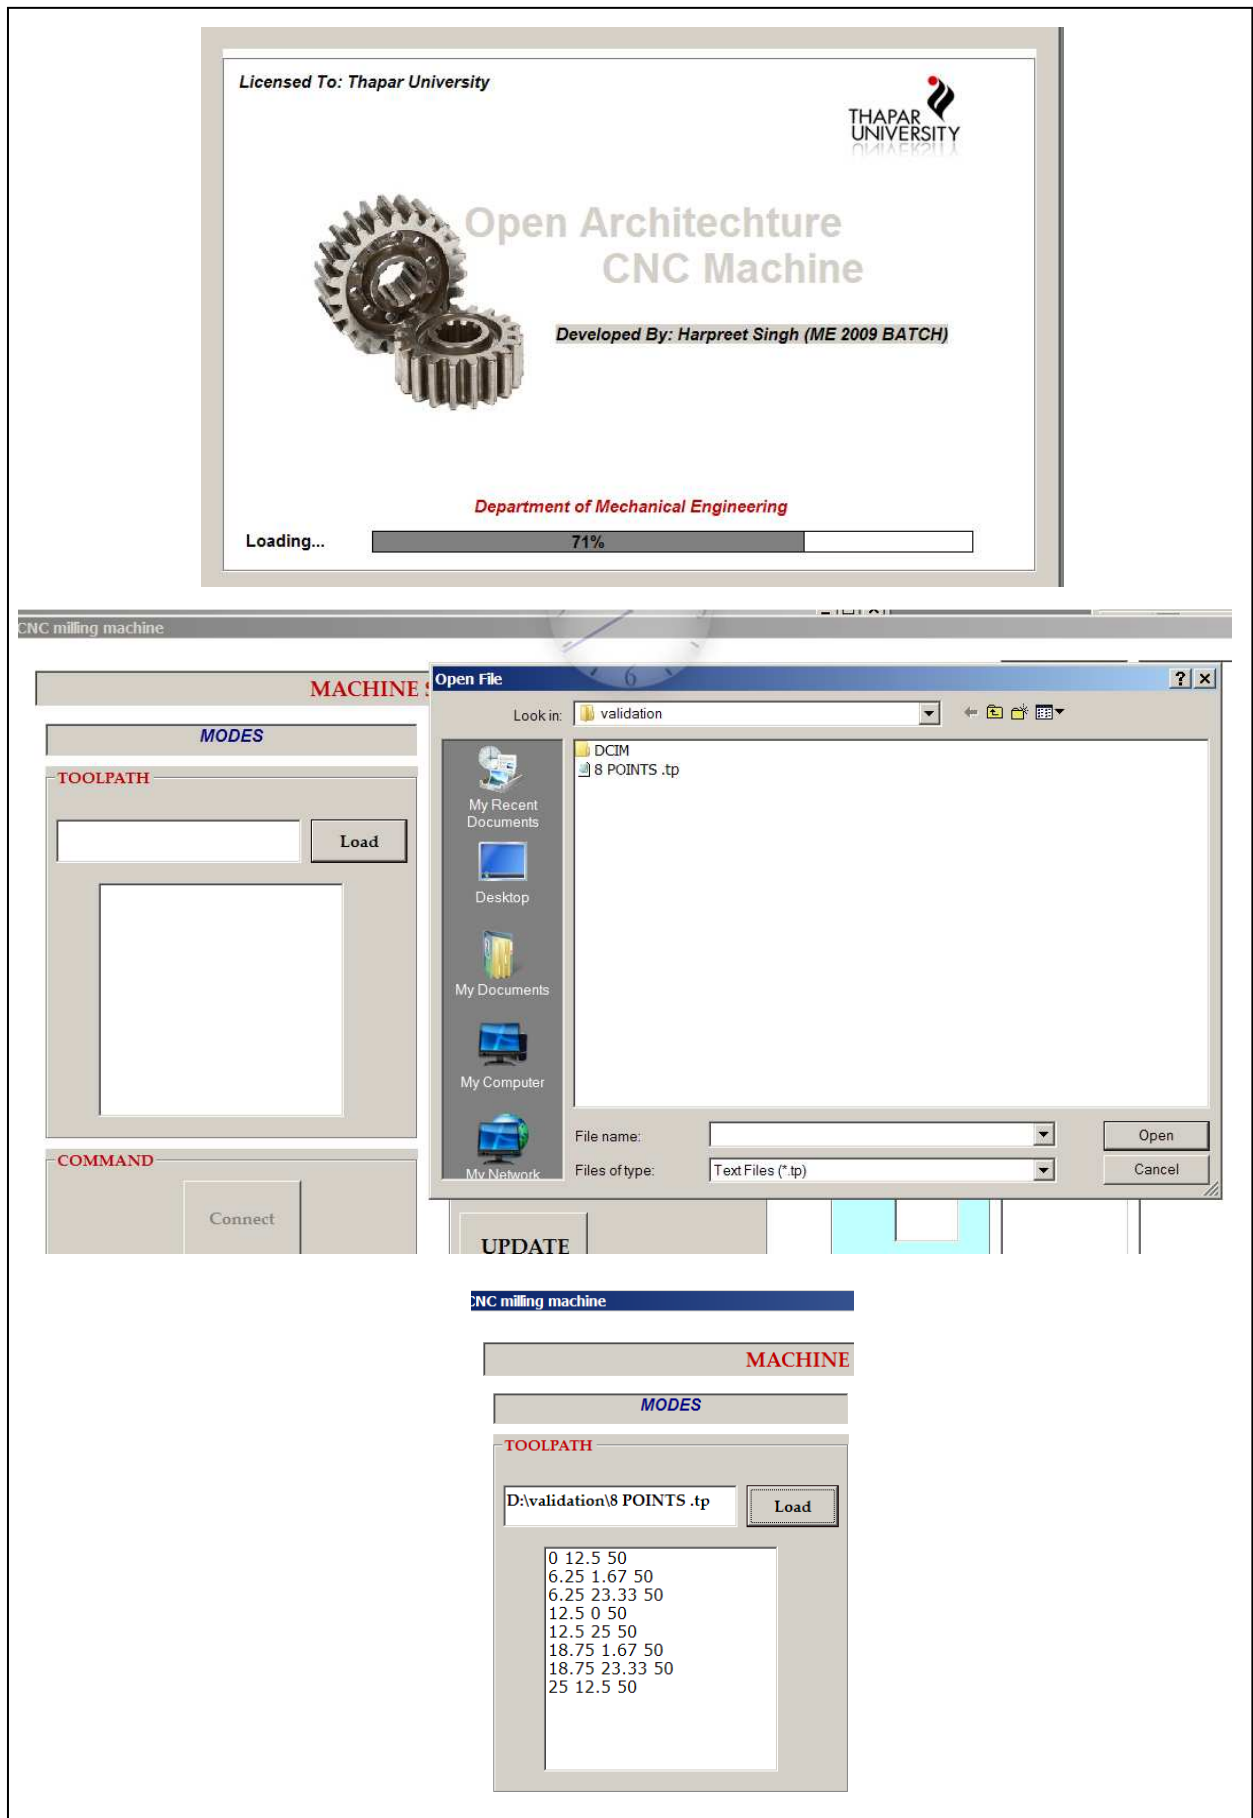 Licensed To: Thapar University
THAPAR
UNIVERSITY
Open Architechture
CNC Machine
Developed By: Harpreet Singh (ME 2009 BATCH)
Department of Mechanical Engineering
Loading...
71%
CNC milling machine
MACHINE
MODES
TOOLPATH
Load
COMMAND
Connect
UPDATE
Open File
Look in:
validation
DCIM
8 POINTS .tp
My Recent
Documents
Desktop
My Documents
My Computer
My Network
File name:
Open
Files of type:
Text Files (*.tp)
Cancel
6
CNC milling machine
MACHINE
MODES
TOOLPATH
D:\validation\8 POINTS .tp
Load
0 12.5 50
6.25 1.67 50
6.25 23.33 50
12.5 0 50
12.5 25 50
18.75 1.67 50
18.75 23.33 50
25 12.5 50